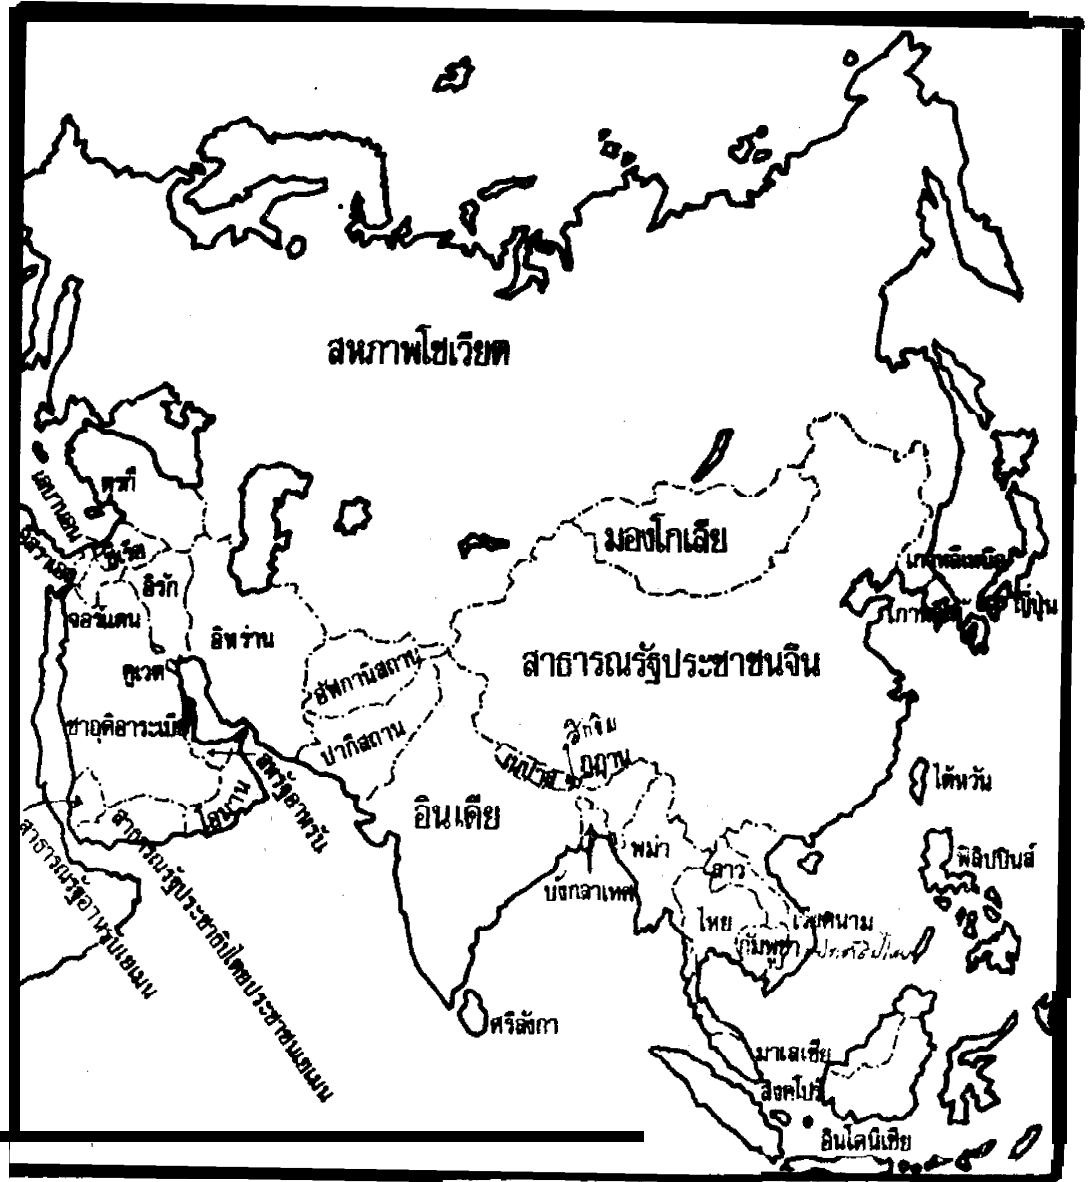 สหภาพโซเวียต
ตุรกี
เลบานอน
มองโกเลีย
อิสราเอล
ซีเรีย
อิรัก
เกาหลีเหนือ
จอร์แดน
อิหร่าน
ญี่ปุ่น
คูเวต
อัฟกานิสถาน
สาธารณรัฐประชาชนจีน
ซาอุดิอาระเบีย
ปากีสถาน
สิกขิม
ภูฏาน
เนปาล
สหรัฐอาหรับ
ไต้หวัน
โอมาน
อินเดีย
พม่า
ลาว
ฟิลิปปินส์
บังกลาเทศ
ไทย
เวียดนาม
กัมพูชา
สาธารณรัฐอาหรับเยเมน
สาธารณรัฐประชาธิปไตยประชาชนเยเมน
ศรีลังกา
มาเลเซีย
สิงคโปร์
อินโดนีเซีย